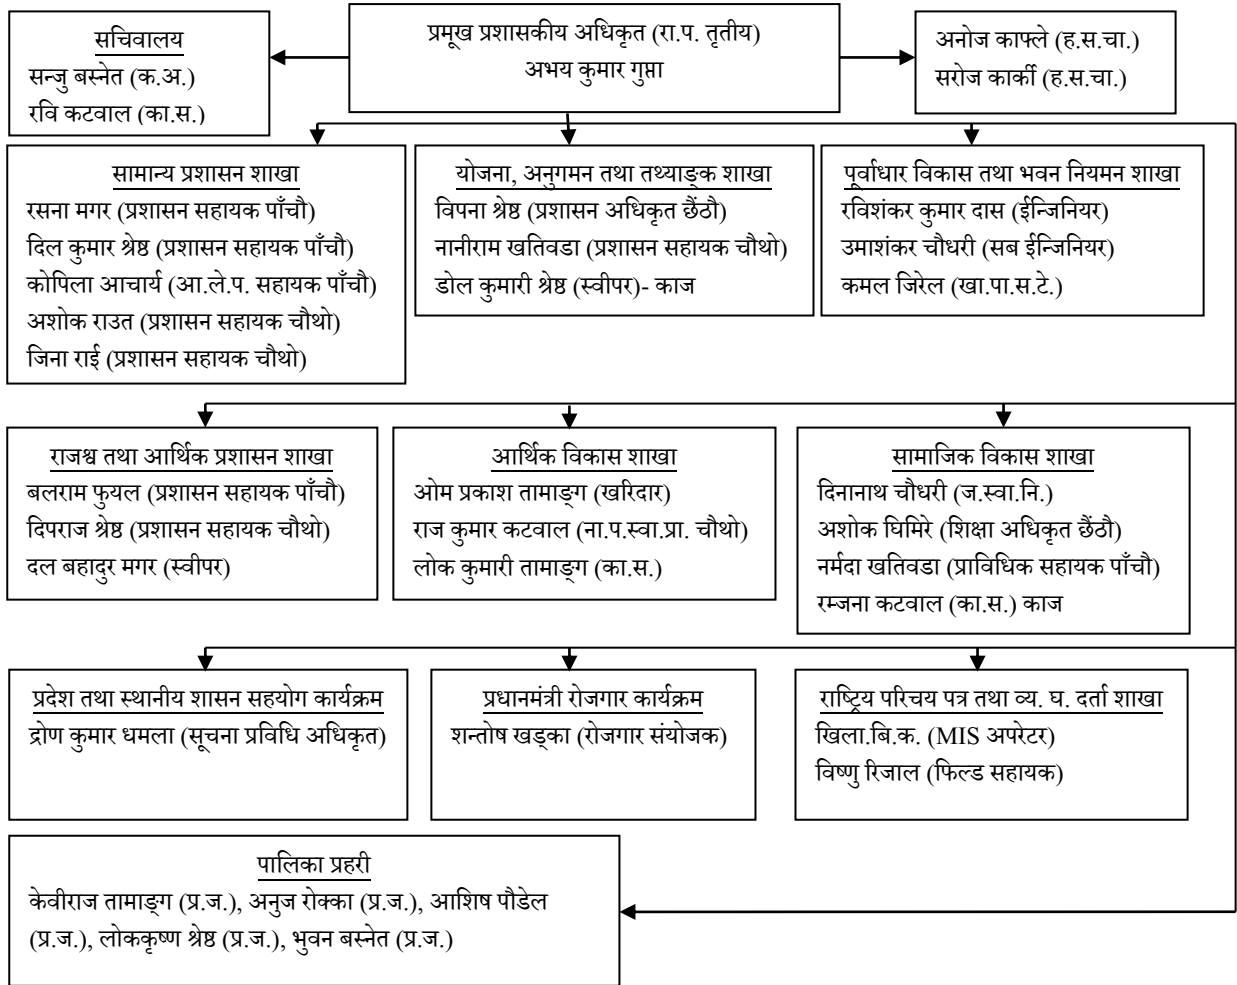 प्रमूख प्रशासकीय अधिकृत (रा.प. तृतीय)
अभय कुमार गुप्ता
सचिवालय
सन्जु बस्नेत (क.अ.)
रवि कटवाल (का.स.)
अनोज काफ्ले (ह.स.चा.)
सरोज कार्की (ह.स.चा.)
सामान्य प्रशासन शाखा
रसना मगर (प्रशासन सहायक पाँचौ)
दिल कुमार श्रेष्ठ (प्रशासन सहायक पाँचौ)
कोपिला आचार्य (आ.ले.प. सहायक पाँचौ)
अशोक राउत (प्रशासन सहायक चौथो)
जिना राई (प्रशासन सहायक चौथो)
योजना, अनुगमन तथा तथ्याङ्क शाखा
विपना श्रेष्ठ (प्रशासन अधिकृत छैंठौ)
नानीराम खतिवडा (प्रशासन सहायक चौथो)
डोल कुमारी श्रेष्ठ (स्वीपर)- काज
पूर्वाधार विकास तथा भवन नियमन शाखा
रविशंकर कुमार दास (ईन्जिनियर)
उमाशंकर चौधरी (सब ईन्जिनियर)
कमल जिरेल (खा.पा.स.टे.)
राजश्व तथा आर्थिक प्रशासन शाखा
बलराम फुयल (प्रशासन सहायक पाँचौ)
दिपराज श्रेष्ठ (प्रशासन सहायक चौथो)
दल बहादुर मगर (स्वीपर)
आर्थिक विकास शाखा
ओम प्रकाश तामाङ्ग (खरिदार)
राज कुमार कटवाल (ना.प.स्वा.प्रा. चौथो)
लोक कुमारी तामाङ्ग (का.स.)
सामाजिक विकास शाखा
दिनानाथ चौधरी (ज.स्वा.नि.)
अशोक घिमिरे (शिक्षा अधिकृत छैंठौ)
नर्मदा खतिवडा (प्राविधिक सहायक पाँचौ)
रम्जना कटवाल (का.स.) काज
प्रदेश तथा स्थानीय शासन सहयोग कार्यक्रम
द्रोण कुमार धमला (सूचना प्रविधि अधिकृत)
प्रधानमंत्री रोजगार कार्यक्रम
शन्तोष खड्का (रोजगार संयोजक)
राष्ट्रिय परिचय पत्र तथा व्य. घ. दर्ता शाखा
खिला.बि.क. (MIS अपरेटर)
विष्णु रिजाल (फिल्ड सहायक)
पालिका प्रहरी
केवीराज तामाङ्ग (प्र.ज.), अनुज रोक्का (प्र.ज.), आशिष पौडेल
(प्र.ज.), लोककृष्ण श्रेष्ठ (प्र.ज.), भुवन बस्नेत (प्र.ज.)